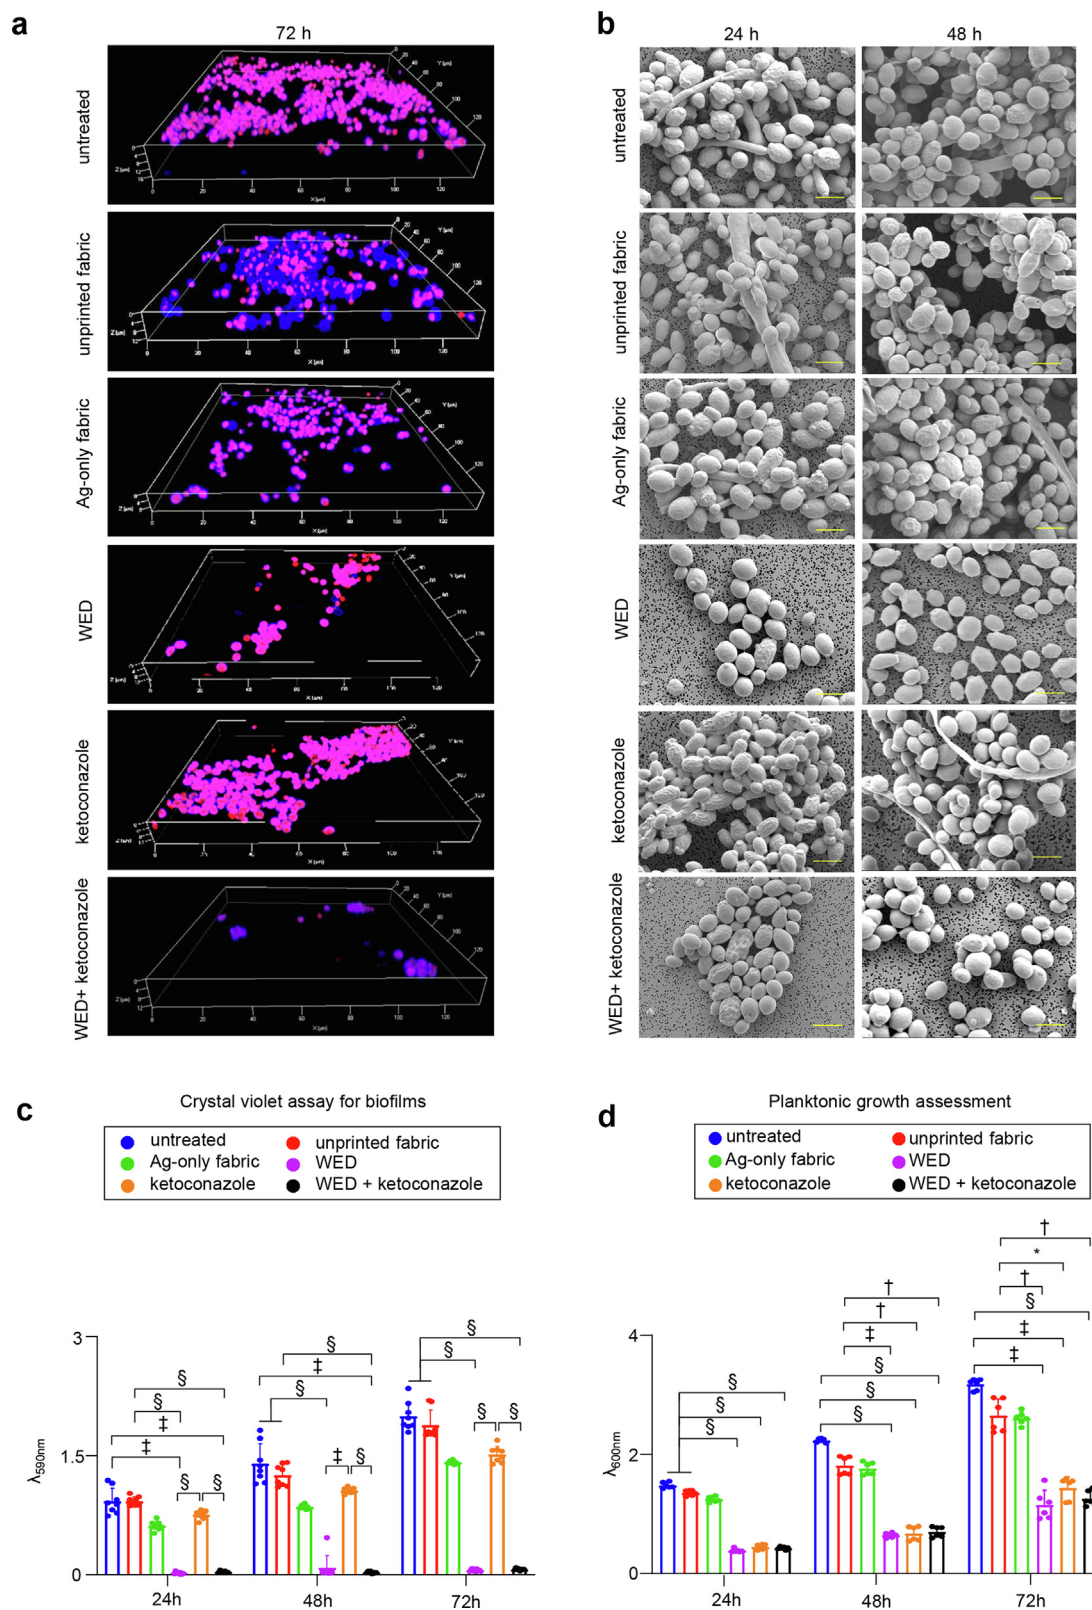 a
72 h
untreated
unprinted fabric
Ag-only fabric
WED
ketoconazole
WED+ ketoconazole
b
24 h
48 h
untreated
unprinted fabric
Ag-only fabric
WED
ketoconazole
WED+ ketoconazole
c
Crystal violet assay for biofilms
untreated
unprinted fabric
Ag-only fabric
WED
ketoconazole
WED + ketoconazole
3
1.5
0
λ590nm
§
§
‡
‡
§
§
§
‡
§
‡
§
§
§
§
§
24h
48h
72h
d
Planktonic growth assessment
untreated
unprinted fabric
Ag-only fabric
WED
ketoconazole
WED + ketoconazole
4
2
0
λ600nm
§
§
§
†
†
‡
§
§
§
†
*
†
§
‡
‡
24h
48h
72h